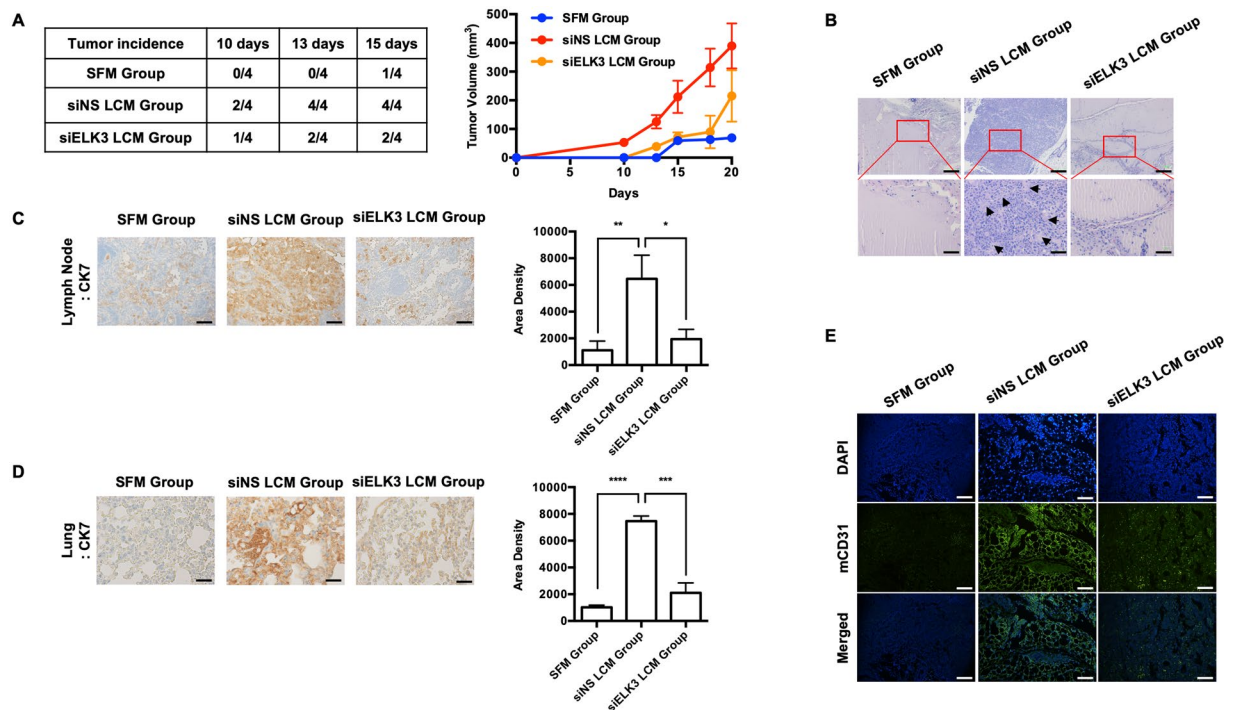 A
Tumor incidence 10 days 13 days 15 days
SFM Group 0/4 0/4 1/4
siNS LCM Group 2/4 4/4 4/4
siELK3 LCM Group 1/4 2/4 2/4
SFM Group
siNS LCM Group
siELK3 LCM Group
Tumor Volume (mm³)
500
400
300
200
100
0
0 5 10 15 20
Days
B
SFM Group
siNS LCM Group
siELK3 LCM Group
C
SFM Group siNS LCM Group siELK3 LCM Group
Lymph Node
: CK7
Area Density
10000
8000
6000
4000
2000
0
** *
SFM Group
siNS LCM Group
siELK3 LCM Group
D
SFM Group siNS LCM Group siELK3 LCM Group
Lung
: CK7
Area Density
10000
8000
6000
4000
2000
0
**** ***
SFM Group
siNS LCM Group
siELK3 LCM Group
E
SFM Group
siNS LCM Group
siELK3 LCM Group
DAPI
mCD31
Merged